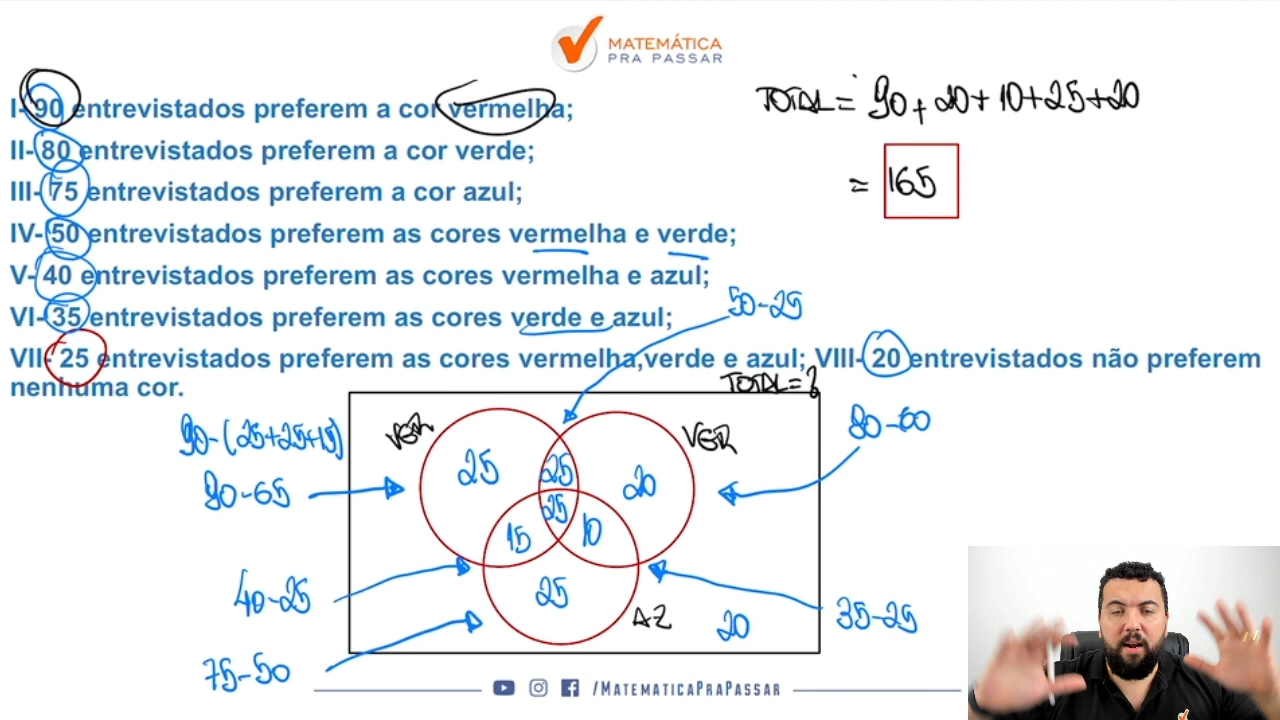 MATEMÁTICA
PRA PASSAR
I- 90 entrevistados preferem a cor vermelha;
II- 80 entrevistados preferem a cor verde;
III- 75 entrevistados preferem a cor azul;
IV- 50 entrevistados preferem as cores vermelha e verde;
V- 40 entrevistados preferem as cores vermelha e azul;
VI- 35 entrevistados preferem as cores verde e azul;
VII- 25 entrevistados preferem as cores vermelha,verde e azul; VIII- 20 entrevistados não preferem
nenhuma cor.
TOTAL = 90 + 20 + 10 + 25 + 20
= 165
50-25
TOTAL = ?
90-(25+25+15)
VER
VER
80-60
90-65
25
25
20
25
15
10
40-25
25
AZ
20
35-25
75-50
/MATEMATICAPRAPASSAR